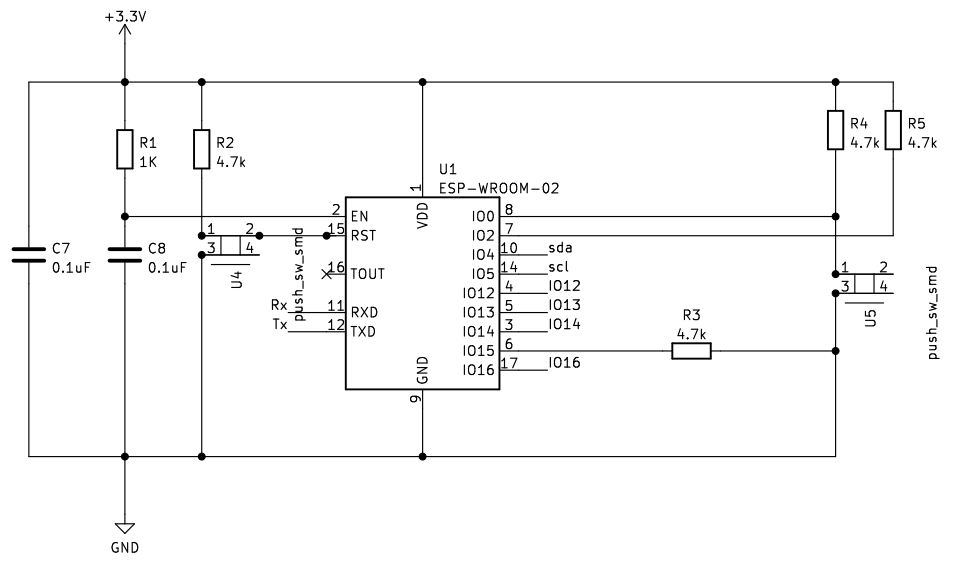 +3.3V
R1
1K
R2
4.7k
R4
4.7k
R5
4.7k
U1
ESP-WROOM-02
1
VDD
2
EN
15
RST
16
TOUT
11
RXD
12
TXD
Rx
Tx
8
IO0
7
IO2
10
IO4
sda
14
IO5
scl
4
IO12
IO12
5
IO13
IO13
3
IO14
IO14
6
IO15
17
IO16
IO16
GND
9
C7
0.1uF
C8
0.1uF
1 2
3 4
U4
push_sw_smd
R3
4.7k
1 2
3 4
U5
push_sw_smd
GND